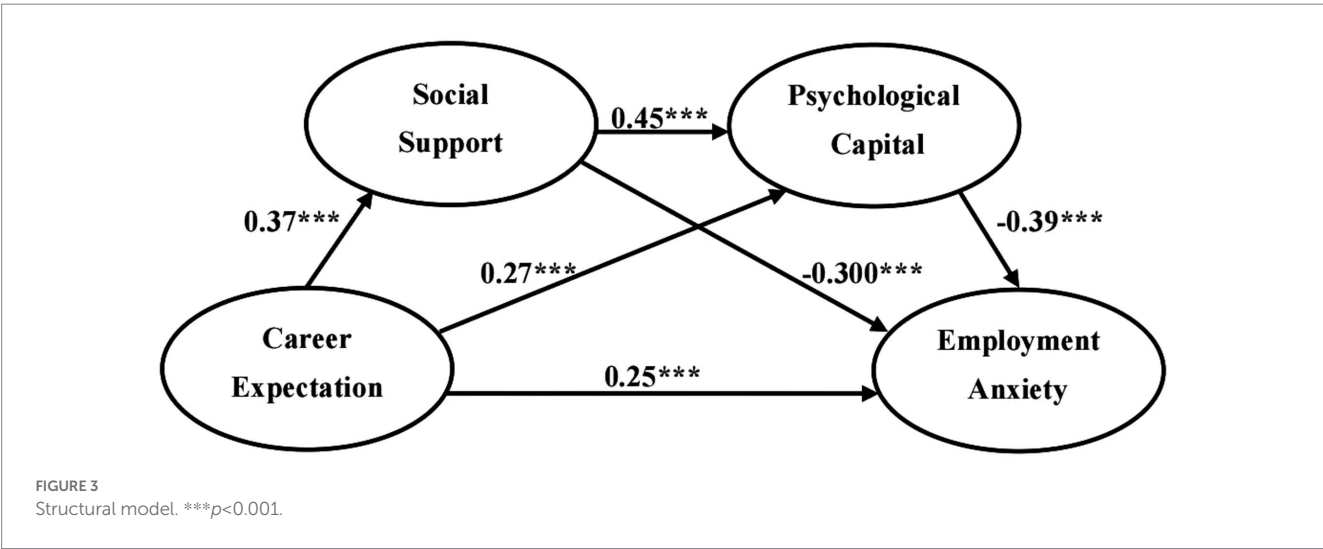 Social
Support
Psychological
Capital
0.45***
0.37***
-0.39***
0.27***
-0.300***
Career
Expectation
Employment
Anxiety
0.25***
FIGURE 3
Structural model. ***p<0.001.